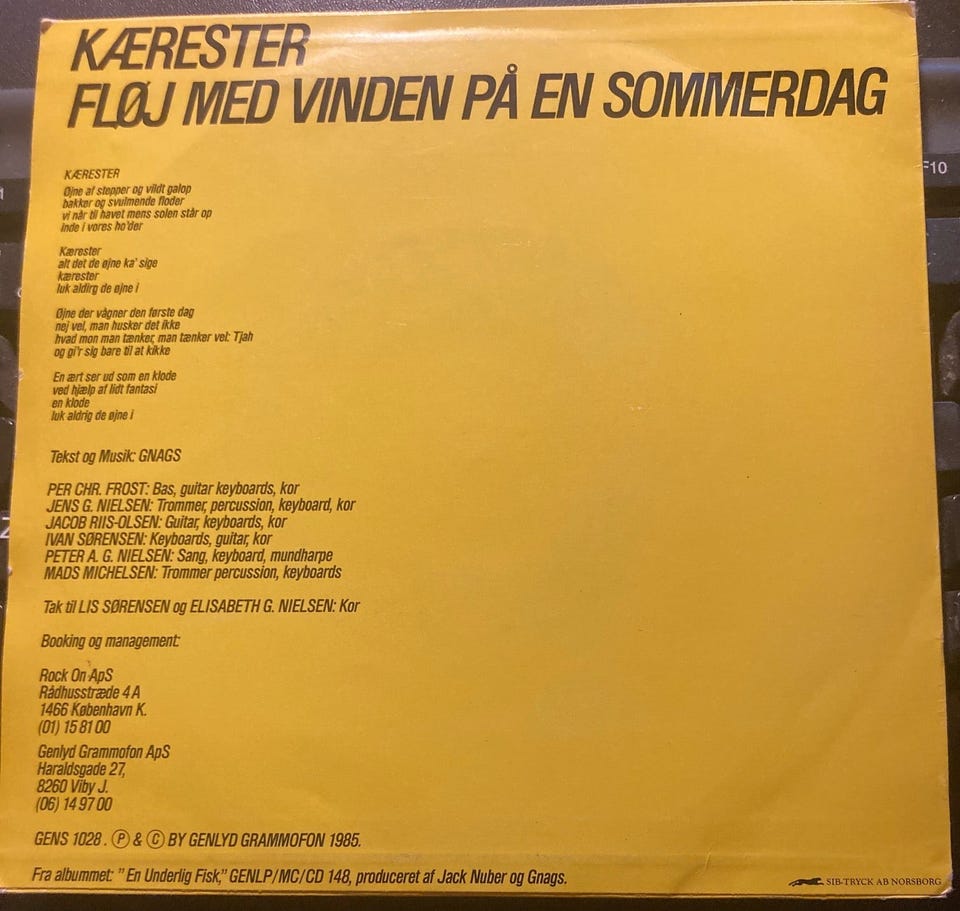 KÆRESTER
FLØJ MED VINDEN PÅ EN SOMMERDAG
KÆRESTER
Øjne af stepper og vildt galop
bakker og svulmende floder
vi når til havet mens solen står op
inde i vores ho'der
Kærester
alt det de øjne ka' sige
kærester
luk aldirg de øjne i
Øjne der vågner den første dag
nej vel, man husker det ikke
hvad mon man tænker, man tænker vel: Tjah
og gi'r sig bare til at kikke
En ært ser ud som en klode
ved hjælp af lidt fantasi
en klode
luk aldrig de øjne i
Tekst og Musik: GNAGS
PER CHR. FROST: Bas, guitar keyboards, kor
JENS G. NIELSEN: Trommer, percussion, keyboard, kor
JACOB RIIS-OLSEN: Guitar, keyboards, kor
IVAN SØRENSEN: Keyboards, guitar, kor
PETER A. G. NIELSEN: Sang, keyboard, mundharpe
MADS MICHELSEN: Trommer percussion, keyboards
Tak til LIS SØRENSEN og ELISABETH G. NIELSEN: Kor
Booking og management:
Rock On ApS
Rådhusstræde 4 A
1466 København K.
(01) 15 81 00
Genlyd Grammofon ApS
Haraldsgade 27,
8260 Viby J.
(06) 14 97 00
GENS 1028. Ⓟ & © BY GENLYD GRAMMOFON 1985.
Fra albummet: "En Underlig Fisk," GENLP/MC/CD 148, produceret af Jack Nuber og Gnags.
SIB-TRYCK AB NORSBORG
F10